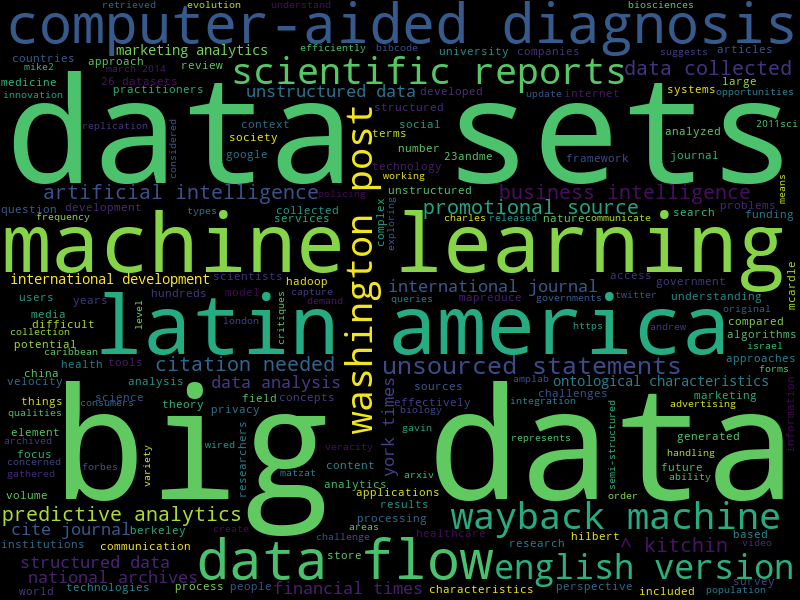 retrieved evolution understand biosciences
computer-aided diagnosis
marketing analytics efficiently bibcode university companies suggests articles
countries approach
mike2 march 2014 review scientific reports data collected
medicine 26 datasets large
innovation practitioners unstructured data developed update internet systems opportunities
data sets
replication considered context structured 2011sci
society terms social
google number 23andme framework analyzed journal
technology
working
artificial intelligence policing unstructured business intelligence means
question development types collected services complex exploring promotional source problems
frequency charles released nature communicate search funding
machine learning
washington post
international development scientists hadoop international journal access government mcardle
users years hundreds model capture queries mapreduce governments twitter understanding original
media level demand critiques
difficult london https andrew compared
collection algorithms
potential latin america israel
caribbean approaches
health tools citation needed unsourced statements forms
china
velocity analysis data analysis york times sources amplab ontological characteristics
things science field concepts effectively challenges marketing
qualities consumers theory privacy biology integration advertising information
element researchers gavin represents semi-structured generated
archived wired veracity handling
focus big data
concerned forbes variety content arxiv future
gathered matzat analytics ability
volume applications order
predictive analytics results wayback machine
areas processing
cite journal berkeley create challenge healthcare hilbert based
institutions communication store research ^ kitchin video
structured data data flow english version
national archives survey
world technologies process people financial times characteristics perspective included population